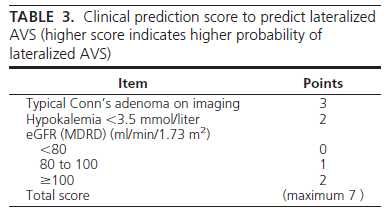 TABLE 3. Clinical prediction score to predict lateralized
AVS (higher score indicates higher probability of
lateralized AVS)
Item Points
Typical Conn's adenoma on imaging 3
Hypokalemia <3.5 mmol/liter 2
eGFR (MDRD) (ml/min/1.73 m²)
<80 0
80 to 100 1
≥100 2
Total score (maximum 7 )